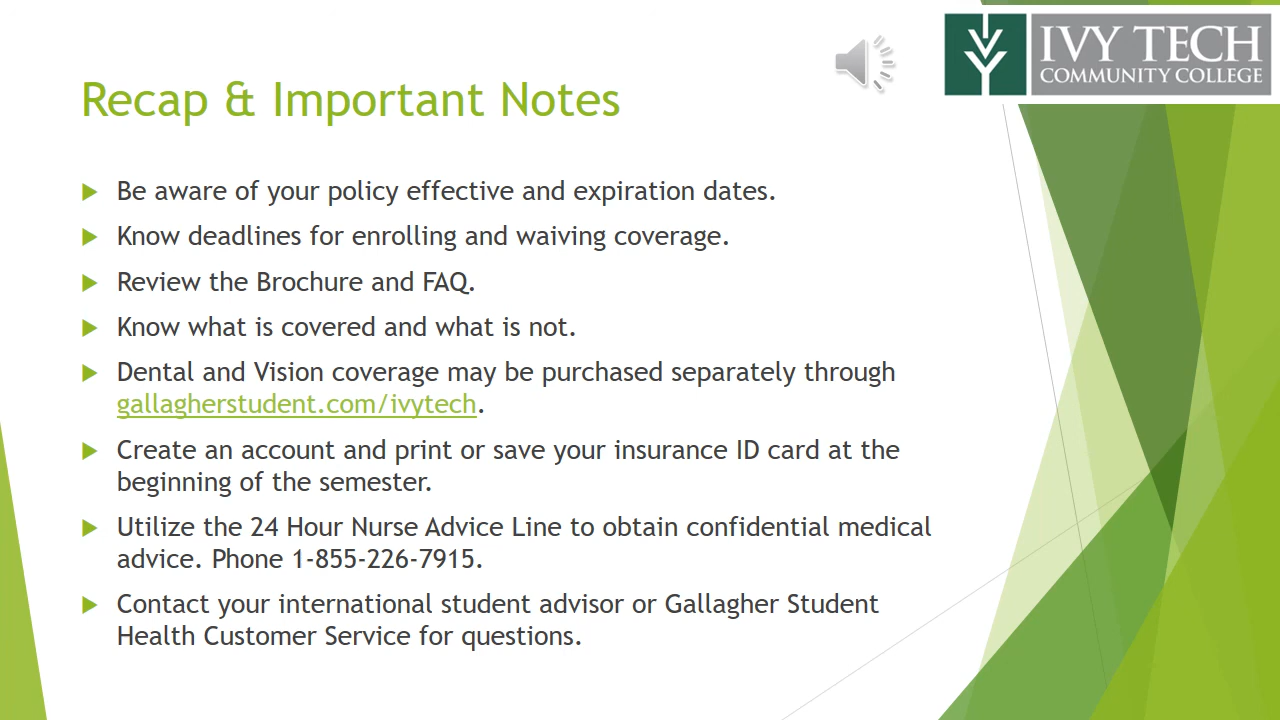 IVY TECH
COMMUNITY COLLEGE
Recap & Important Notes
Be aware of your policy effective and expiration dates.
Know deadlines for enrolling and waiving coverage.
Review the Brochure and FAQ.
Know what is covered and what is not.
Dental and Vision coverage may be purchased separately through
gallagherstudent.com/ivytech.
Create an account and print or save your insurance ID card at the
beginning of the semester.
Utilize the 24 Hour Nurse Advice Line to obtain confidential medical
advice. Phone 1-855-226-7915.
Contact your international student advisor or Gallagher Student
Health Customer Service for questions.